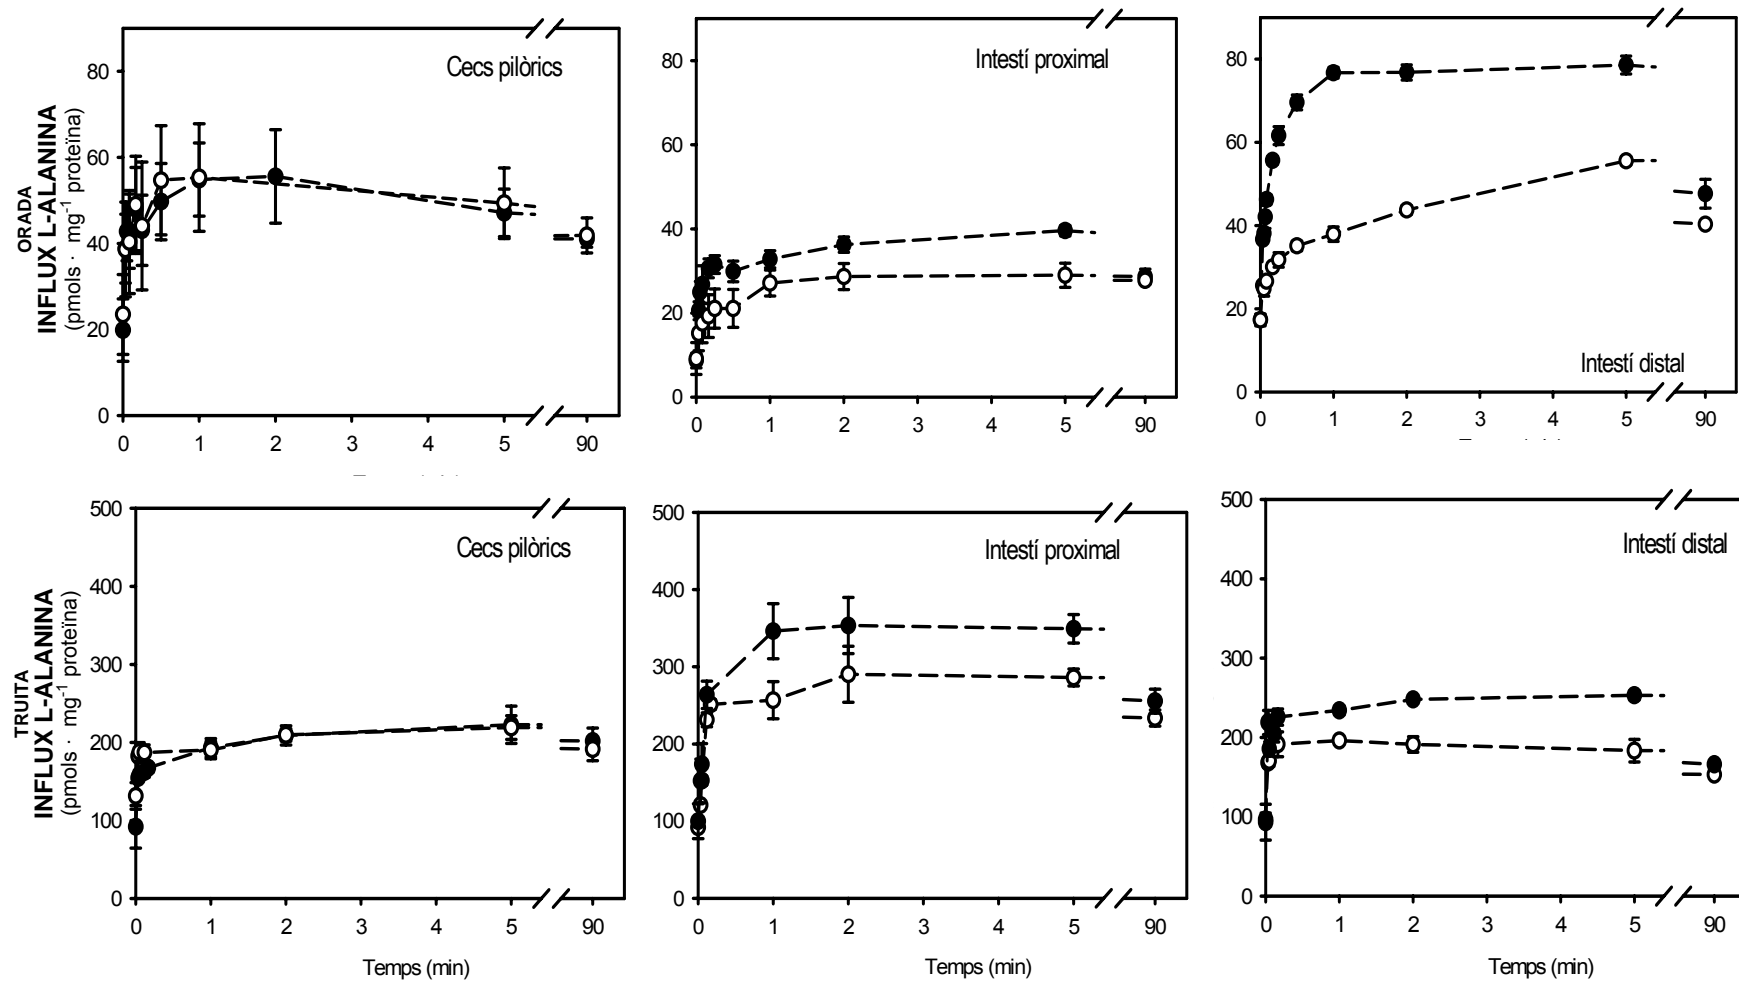 ORADA
INFLUX L-ALANINA
(pmols · mg-1 proteïna)
Cecs pilòrics
80
60
40
20
0
0 1 2 3 4 5 90
Intestí proximal
80
60
40
20
0
0 1 2 3 4 5 90
Intestí distal
80
60
40
20
0
0 1 2 3 4 5 90
TRUITA
INFLUX L-ALANINA
(pmols · mg-1 proteïna)
Cecs pilòrics
500
400
300
200
100
0
0 1 2 3 4 5 90
Temps (min)
Intestí proximal
500
400
300
200
100
0
0 1 2 3 4 5 90
Temps (min)
Intestí distal
500
400
300
200
100
0
0 1 2 3 4 5 90
Temps (min)